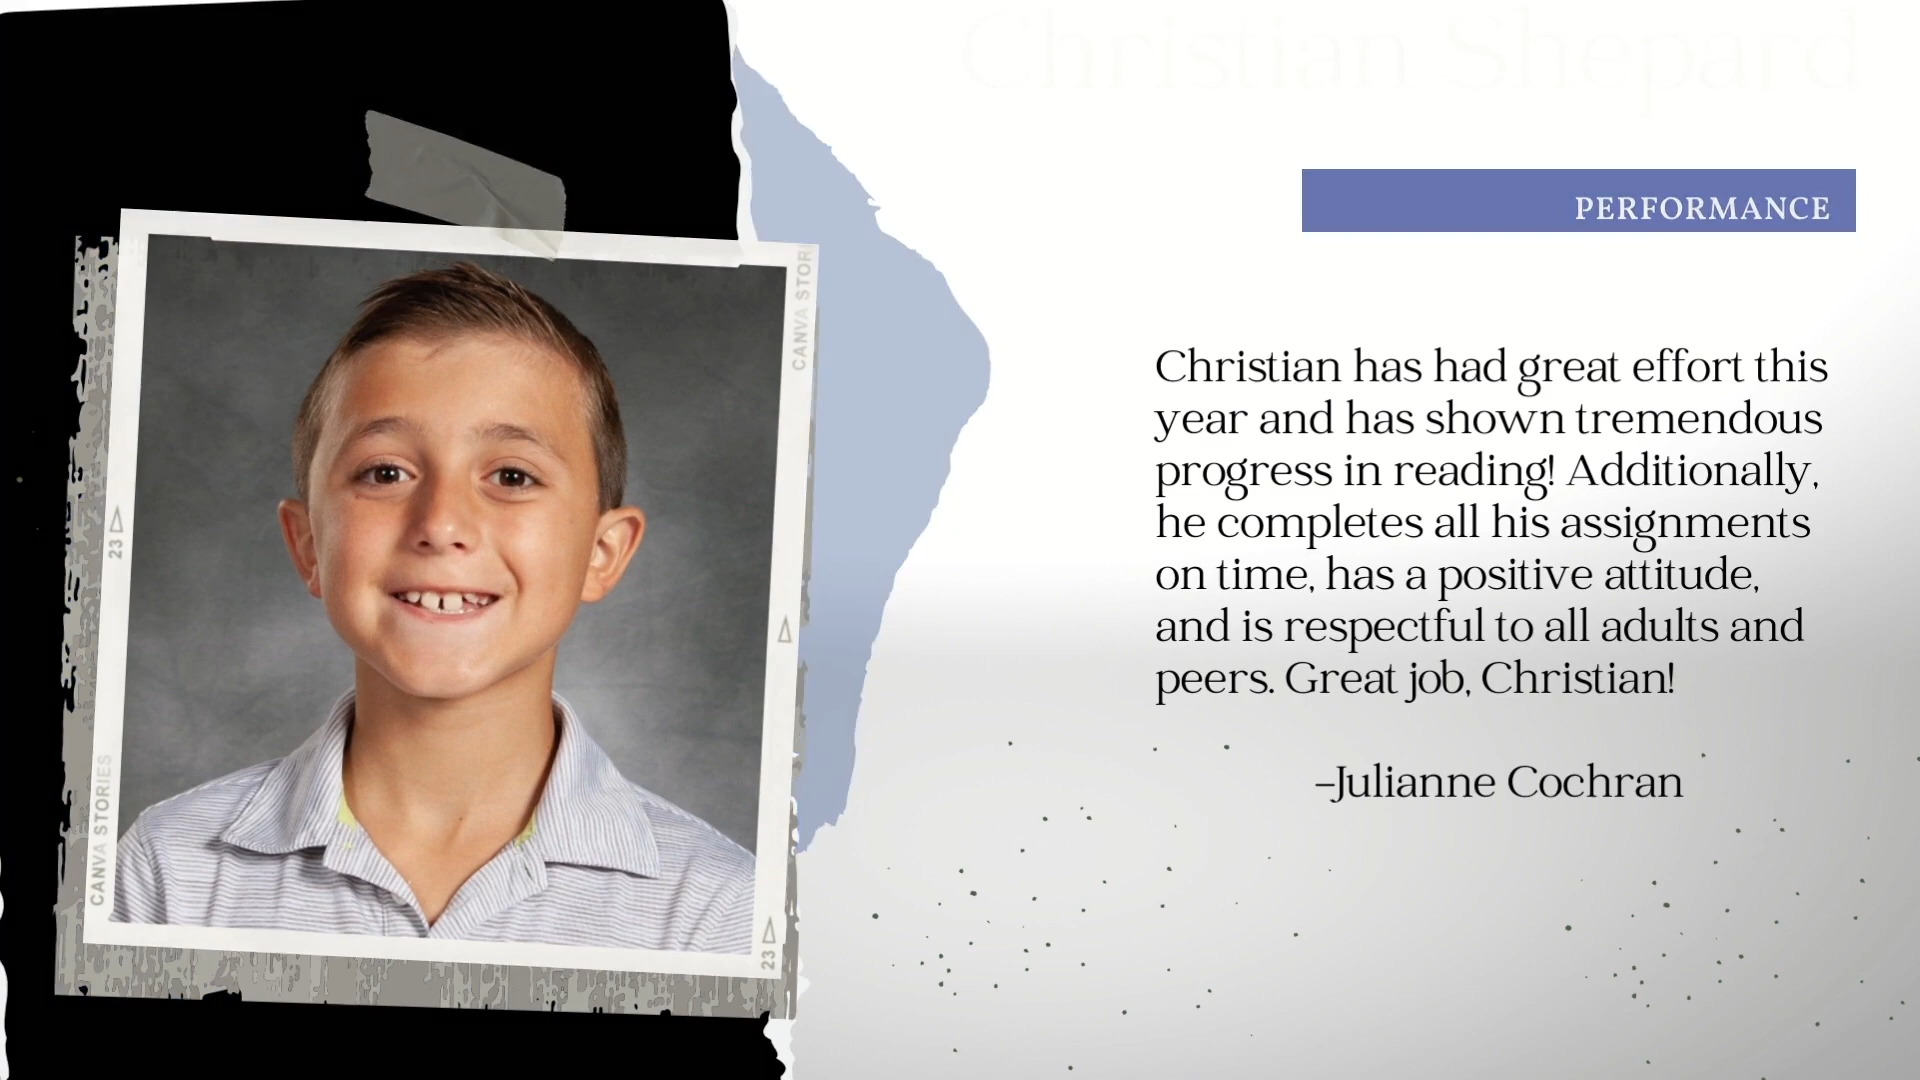 Christian Shepard
PERFORMANCE
Christian has had great effort this
year and has shown tremendous
progress in reading! Additionally,
he completes all his assignments
on time, has a positive attitude,
and is respectful to all adults and
peers. Great job, Christian!
–Julianne Cochran
CANVA STOR
23
CANVA STORIES
23